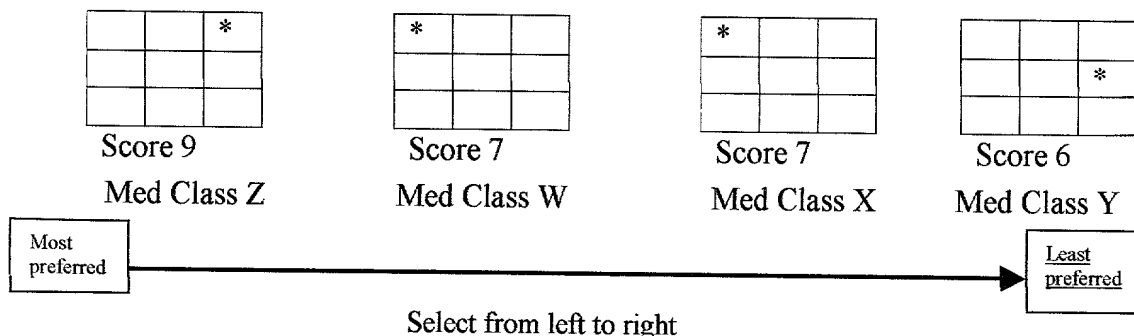 * * * *
Score 9 Score 7 Score 7 Score 6
Med Class Z Med Class W Med Class X Med Class Y
Most
preferred
Least
preferred
Select from left to right